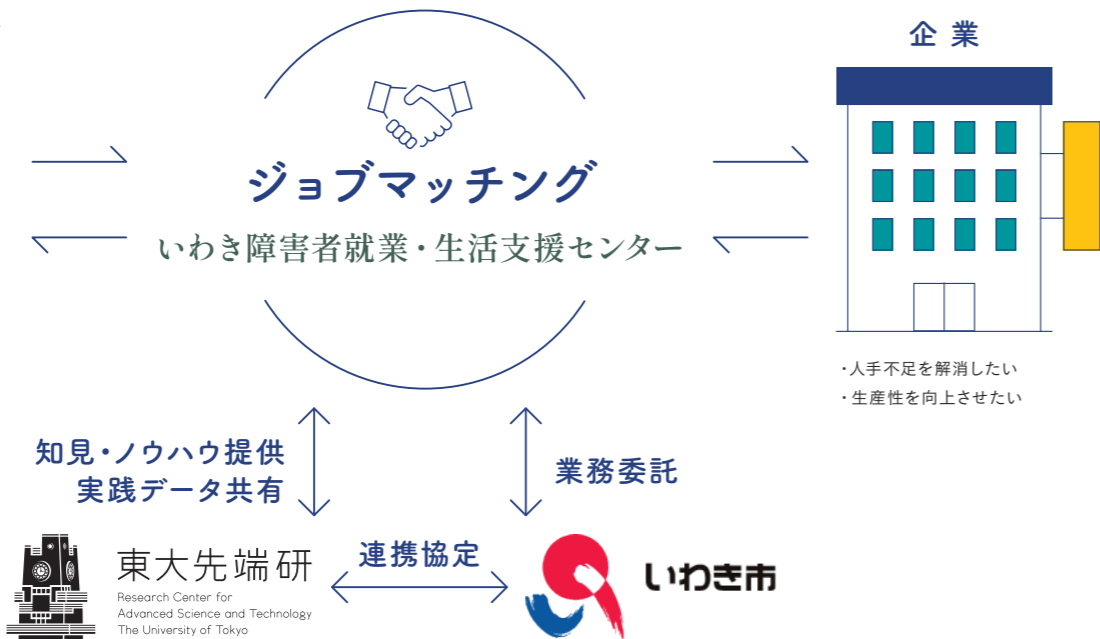 企業
ジョブマッチング
いわき障害者就業・生活支援センター
・人手不足を解消したい
・生産性を向上させたい
知見・ノウハウ提供
実践データ共有
業務委託
東大先端研
Research Center for
Advanced Science and Technology
The University of Tokyo
連携協定
いわき市